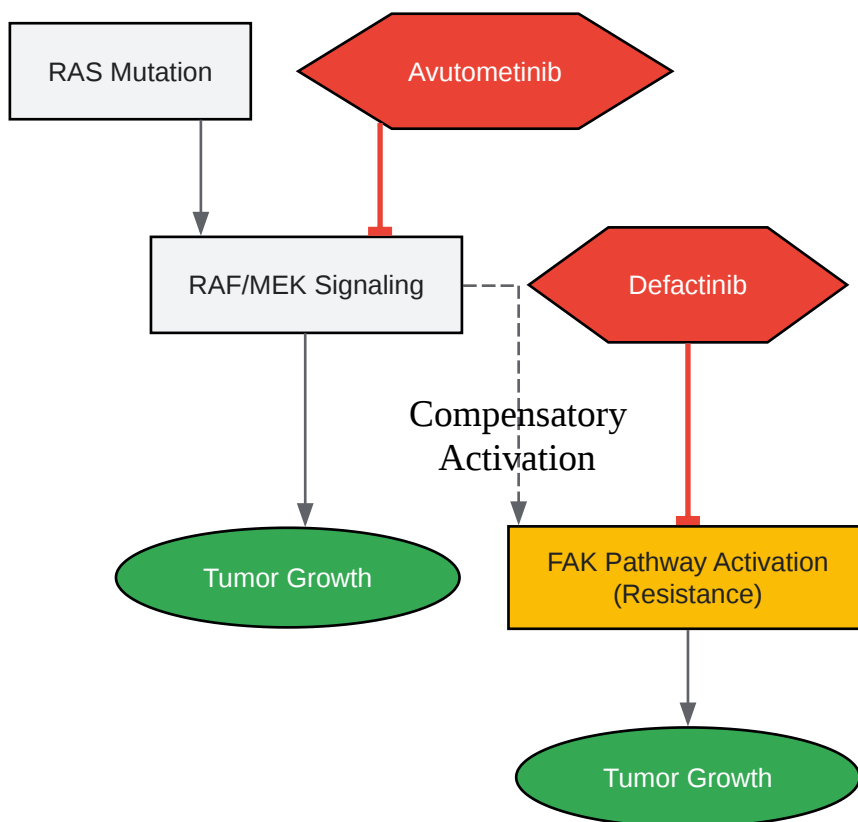 RAS Mutation
Avutometinib
RAF/MEK Signaling
Defactinib
Compensatory
Activation
Tumor Growth
FAK Pathway Activation
(Resistance)
Tumor Growth